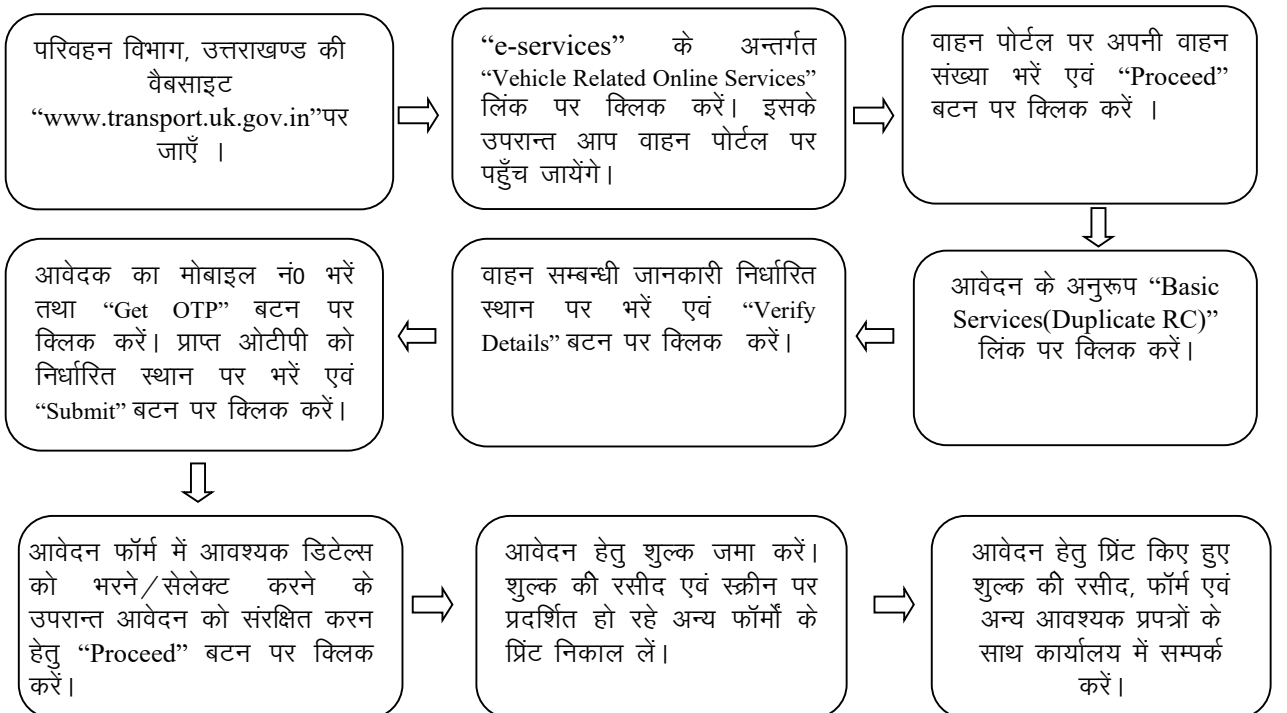 परिवहन विभाग, उत्तराखण्ड की
वैबसाइट
“www.transport.uk.gov.in”पर
जाएँ ।
“e-services” के अन्तर्गत
“Vehicle Related Online Services”
लिंक पर क्लिक करें। इसके
उपरान्त आप वाहन पोर्टल पर
पहुँच जायेंगे।
वाहन पोर्टल पर अपनी वाहन
संख्या भरें एवं “Proceed”
बटन पर क्लिक करें ।
आवेदन के अनुरूप “Basic
Services(Duplicate RC)”
लिंक पर क्लिक करें।
वाहन सम्बन्धी जानकारी निर्धारित
स्थान पर भरें एवं “Verify
Details” बटन पर क्लिक करें।
आवेदक का मोबाइल नं0 भरें
तथा “Get OTP” बटन पर
क्लिक करें। प्राप्त ओटीपी को
निर्धारित स्थान पर भरें एवं
“Submit” बटन पर क्लिक करें।
आवेदन फॉर्म में आवश्यक डिटेल्स
को भरने/सेलेक्ट करने के
उपरान्त आवेदन को संरक्षित करन
हेतु “Proceed” बटन पर क्लिक
करें।
आवेदन हेतु शुल्क जमा करें।
शुल्क की रसीद एवं स्क्रीन पर
प्रदर्शित हो रहे अन्य फॉर्मों के
प्रिंट निकाल लें।
आवेदन हेतु प्रिंट किए हुए
शुल्क की रसीद, फॉर्म एवं
अन्य आवश्यक प्रपत्रों के
साथ कार्यालय में सम्पर्क
करें।